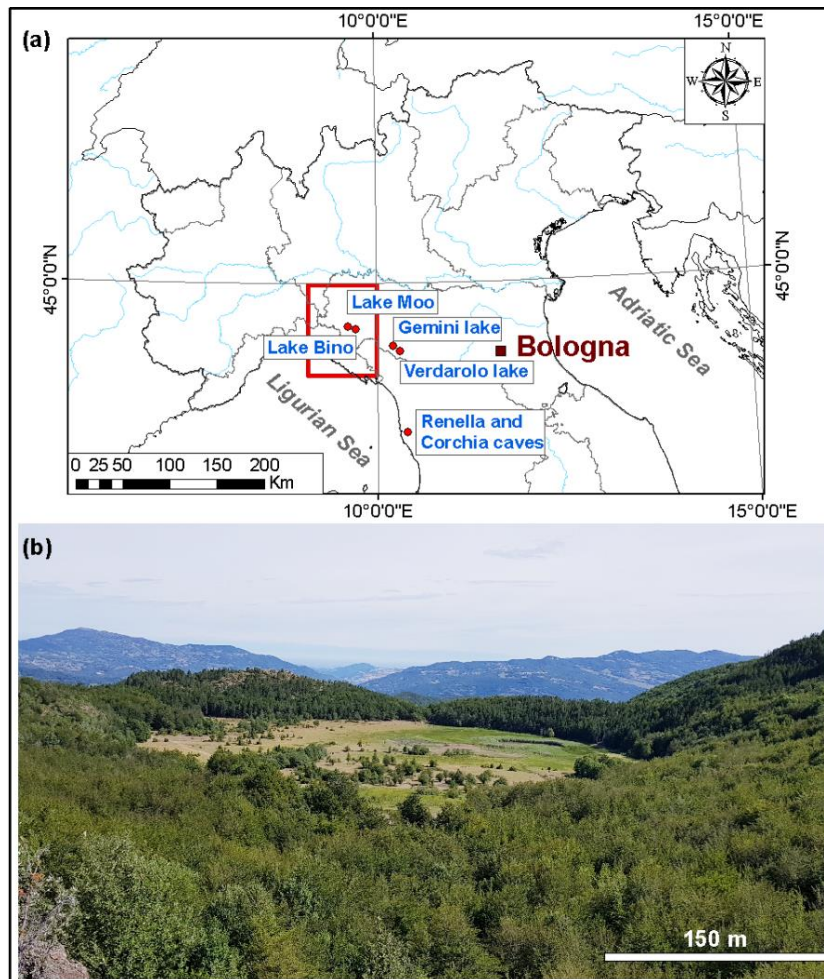 10°0'0"E
15°0'0"E
(a)
N
W
E
S
45°0'0"N
45°0'0"N
Lake Moo
Gemini lake
Lake Bino
Bologna
Verdarolo lake
Adriatic Sea
Ligurian Sea
Renella and
Corchia caves
0 25 50 100 150 200
Km
10°0'0"E
15°0'0"E
(b)
150 m